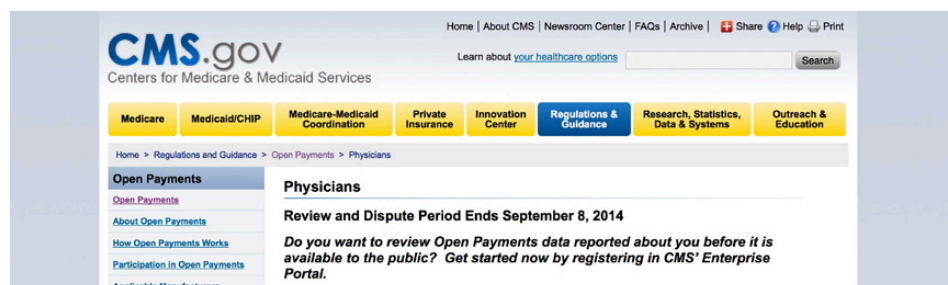 Home | About CMS | Newsroom Center | FAQs | Archive | Share Help Print
CMS.gov
Learn about your healthcare options Search
Centers for Medicare & Medicaid Services
Medicare Medicaid/CHIP Medicare-Medicaid Coordination Private Insurance Innovation Center Regulations & Guidance Research, Statistics, Data & Systems Outreach & Education
Home > Regulations and Guidance > Open Payments > Physicians
Open Payments
Open Payments
About Open Payments
How Open Payments Works
Participation in Open Payments
Physicians
Review and Dispute Period Ends September 8, 2014
Do you want to review Open Payments data reported about you before it is
available to the public? Get started now by registering in CMS' Enterprise
Portal.